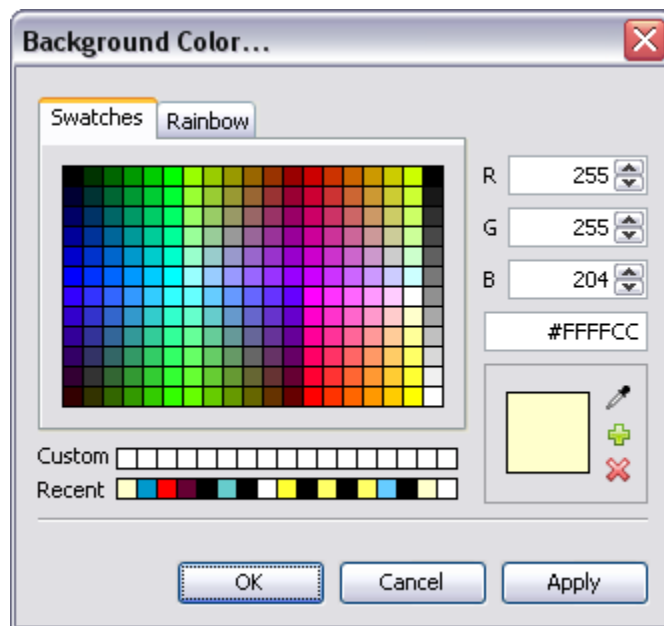 Background Color...
Swatches Rainbow
R 255
G 255
B 204
#FFFFCC
Custom
Recent
OK Cancel Apply